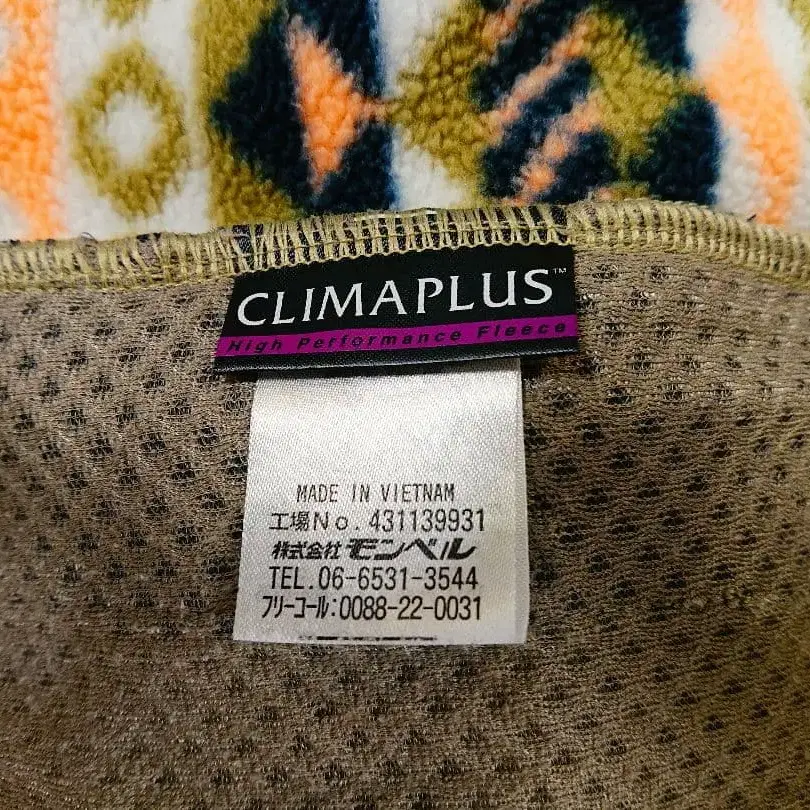 CLIMAPLUS™
High Performance Fleece
MADE IN VIETNAM
工場No. 431139931
株式会社 モンベル
TEL.06-6531-3544
フリーコール:0088-22-0031